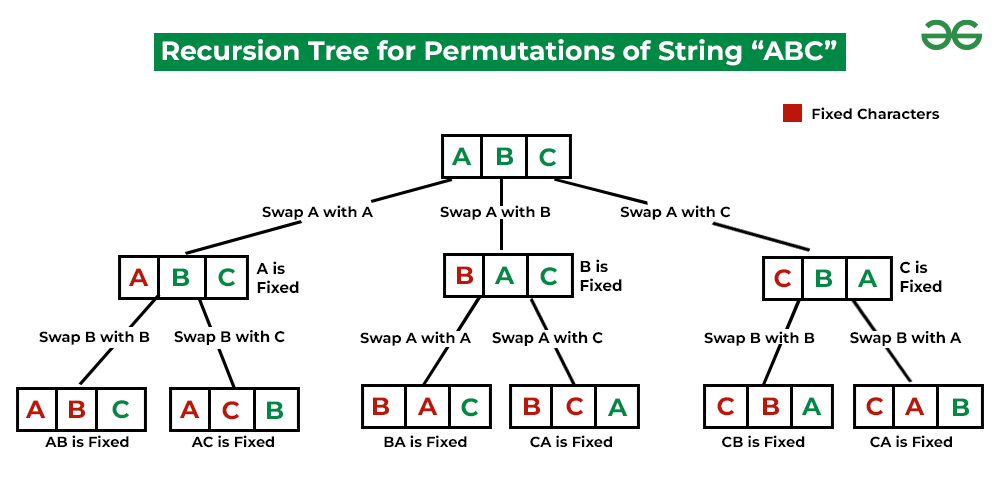 Recursion Tree for Permutations of String “ABC”
Fixed Characters
A B C
Swap A with A
Swap A with B
Swap A with C
A B C
A is
Fixed
B A C
B is
Fixed
C B A
C is
Fixed
Swap B with B
Swap B with C
Swap A with A
Swap A with C
Swap B with B
Swap B with A
A B C
A C B
B A C
B C A
C B A
C A B
AB is Fixed
AC is Fixed
BA is Fixed
CA is Fixed
CB is Fixed
CA is Fixed